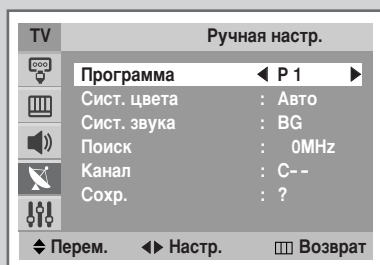 TV Ручная настр.
Программа ◀ P 1 ▶
Сист. цвета : Авто
Сист. звука : BG
Поиск : 0MHz
Канал : C--
Сохр. : ?
Перем. Настр. Возврат